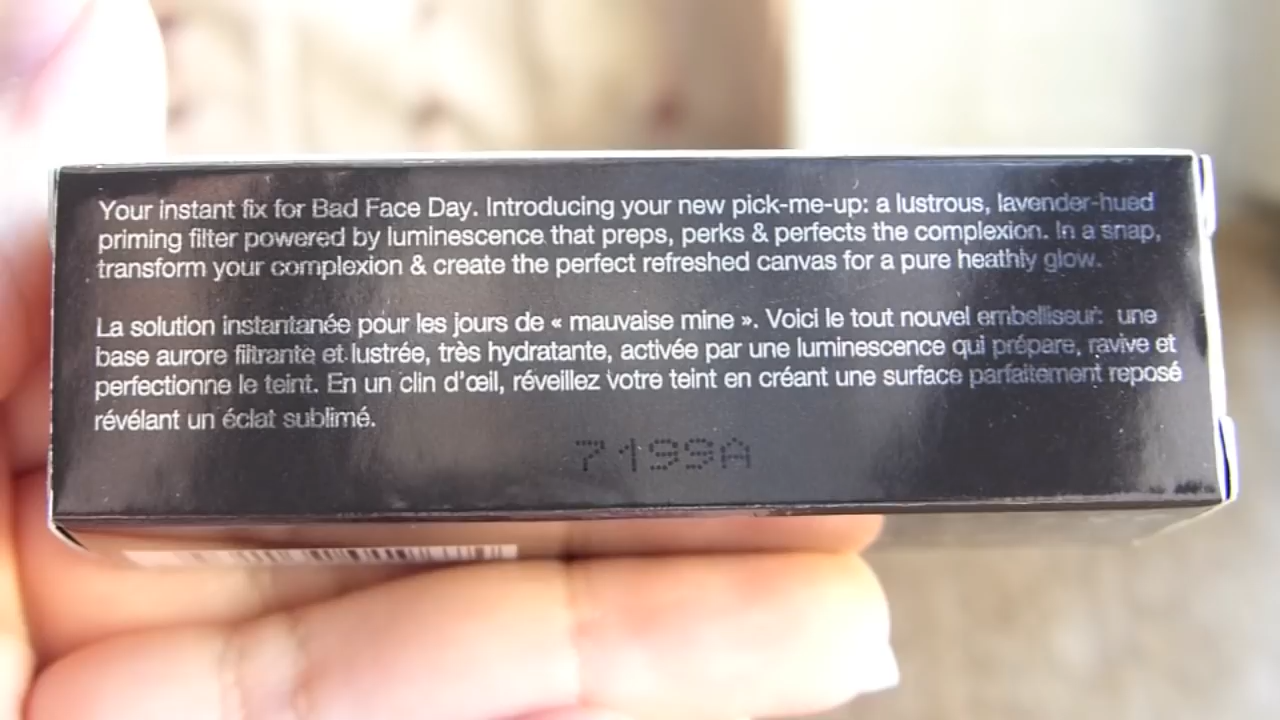 Your instant fix for Bad Face Day. Introducing your new pick-me-up: a lustrous, lavender-hued
priming filter powered by luminescence that preps, perks & perfects the complexion. In a snap,
transform your complexion & create the perfect refreshed canvas for a pure heathly glow.
La solution instantanée pour les jours de « mauvaise mine ». Voici le tout nouvel embelliseur: une
base aurore filtrante et lustrée, très hydratante, activée par une luminescence qui prépare, ravive et
perfectionne le teint. En un clin d'œil, réveillez votre teint en créant une surface parfaitement reposé
révélant un éclat sublimé.
7199A